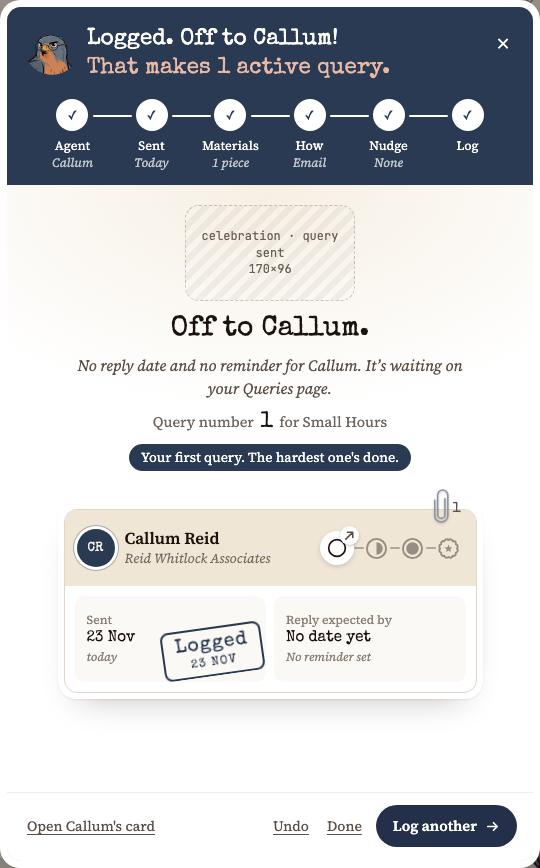 Logged. Off to Callum!
That makes 1 active query.
Agent
Callum
Sent
Today
Materials
1 piece
How
Email
Nudge
None
Log
celebration · query
sent
170×96
Off to Callum.
No reply date and no reminder for Callum. It’s waiting on
your Queries page.
Query number 1 for Small Hours
Your first query. The hardest one's done.
1
CR
Callum Reid
Reid Whitlock Associates
Sent
23 Nov
today
Logged
23 NOV
Reply expected by
No date yet
No reminder set
Open Callum's card
Undo
Done
Log another →